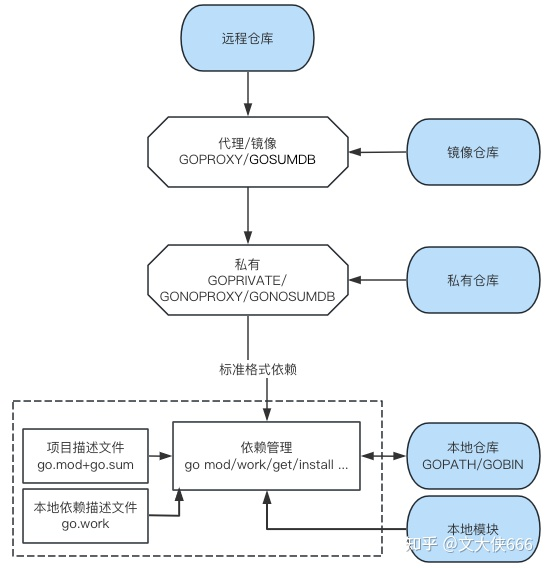 远程仓库
代理/镜像
GOPROXY/GOSUMDB
镜像仓库
私有
GOPRIVATE/
GONOPROXY/GONOSUMDB
私有仓库
标准格式依赖
项目描述文件
go.mod+go.sum
依赖管理
go mod/work/get/install ...
本地仓库
GOPATH/GOBIN
本地依赖描述文件
go.work
本地模块
知乎 @文大侠666